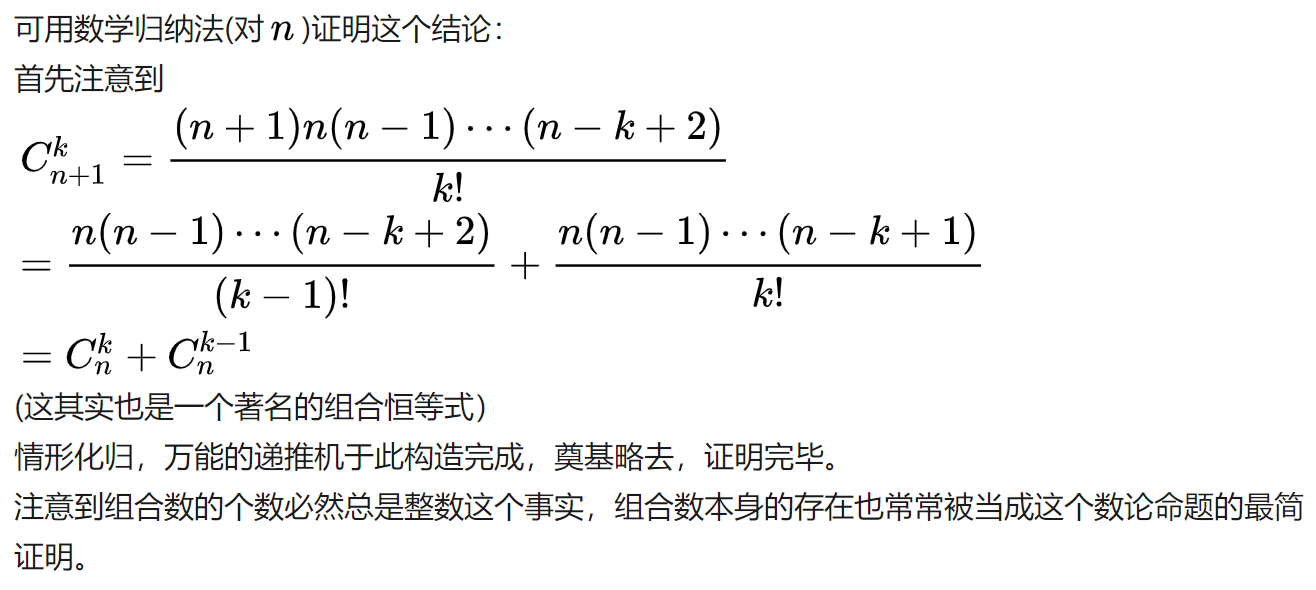 可用数学归纳法(对 n )证明这个结论：
首先注意到
$C_{n+1}^{k} = \frac{(n+1)n(n-1)\cdots(n-k+2)}{k!}$
$= \frac{n(n-1)\cdots(n-k+2)}{(k-1)!} + \frac{n(n-1)\cdots(n-k+1)}{k!}$
$= C_{n}^{k} + C_{n}^{k-1}$
(这其实也是一个著名的组合恒等式）
情形化归，万能的递推机于此构造完成，奠基略去，证明完毕。
注意到组合数的个数必然总是整数这个事实，组合数本身的存在也常常被当成这个数论命题的最简
证明。